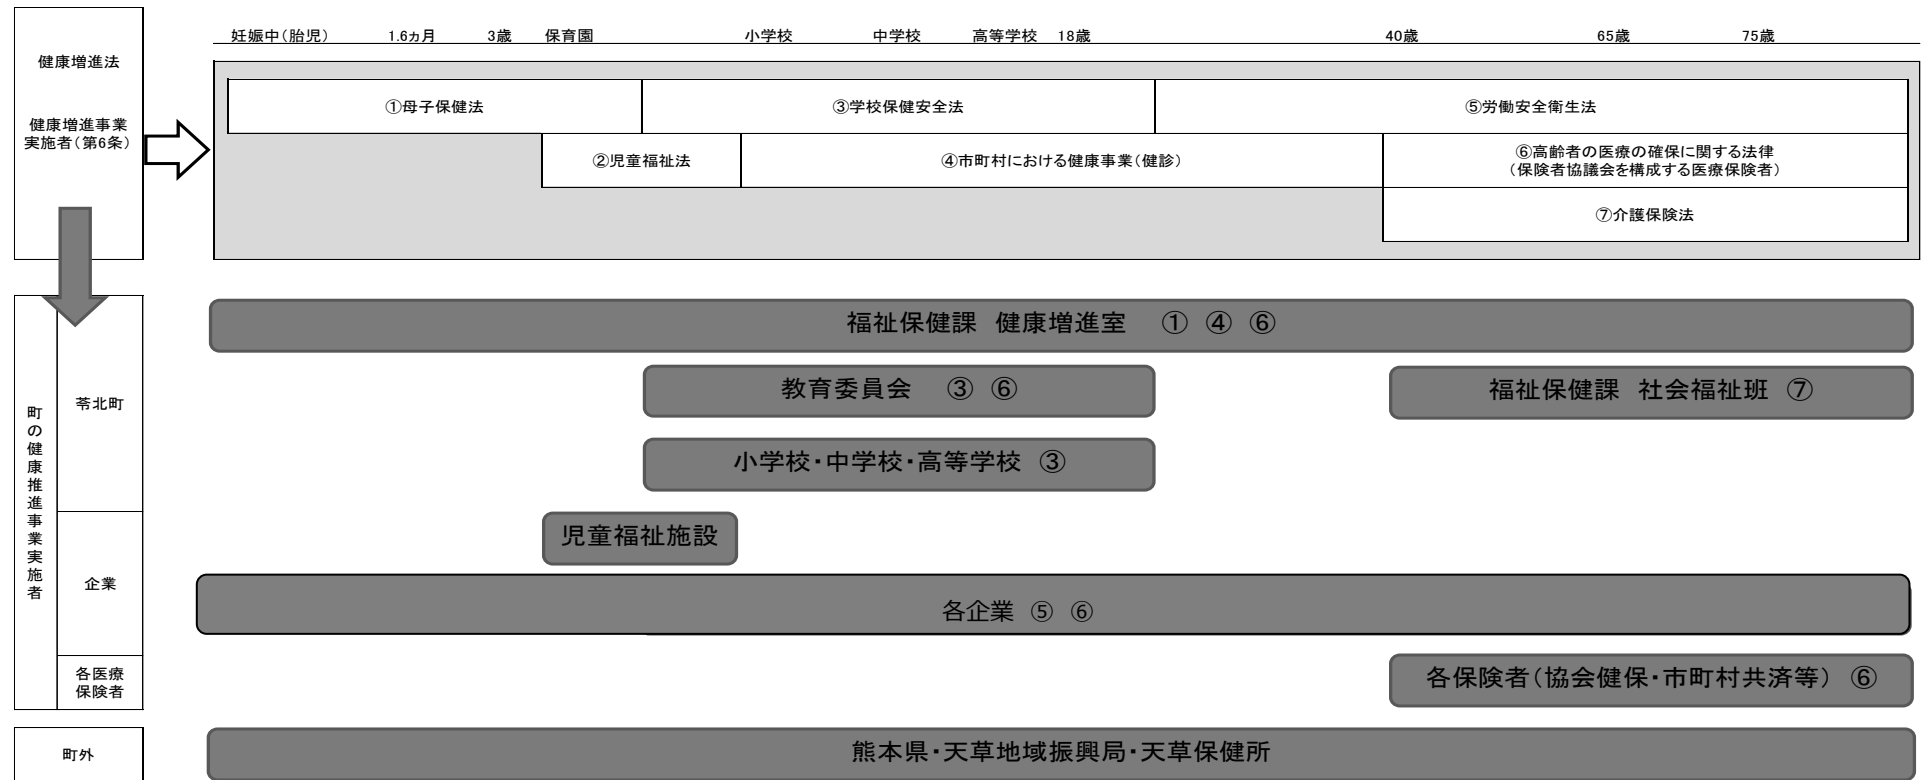 妊娠中（胎児） 1.6ヵ月 3歳 保育園 小学校 中学校 高等学校 18歳 40歳 65歳 75歳
健康増進法
健康増進事業
実施者（第6条）
①母子保健法
③学校保健安全法
⑤労働安全衛生法
②児童福祉法
④市町村における健康事業（健診）
⑥高齢者の医療の確保に関する法律
（保険者協議会を構成する医療保険者）
⑦介護保険法
町の健康推進事業実施者
苓北町
福祉保健課 健康増進室 ① ④ ⑥
教育委員会 ③ ⑥
福祉保健課 社会福祉班 ⑦
小学校・中学校・高等学校 ③
児童福祉施設
企業
各企業 ⑤ ⑥
各医療
保険者
各保険者（協会健保・市町村共済等） ⑥
町外
熊本県・天草地域振興局・天草保健所